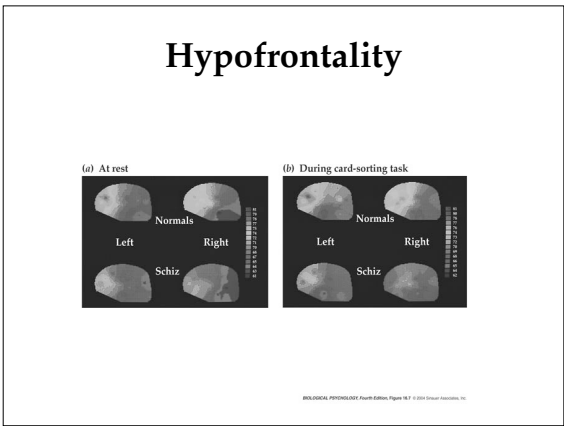 Hypofrontality
(a) At rest
(b) During card-sorting task
Normals
Left Right
Schiz
Normals
Left Right
Schiz
BIOLOGICAL PSYCHOLOGY, Fourth Edition, Figure 16.7 © 2004 Sinauer Associates, Inc.